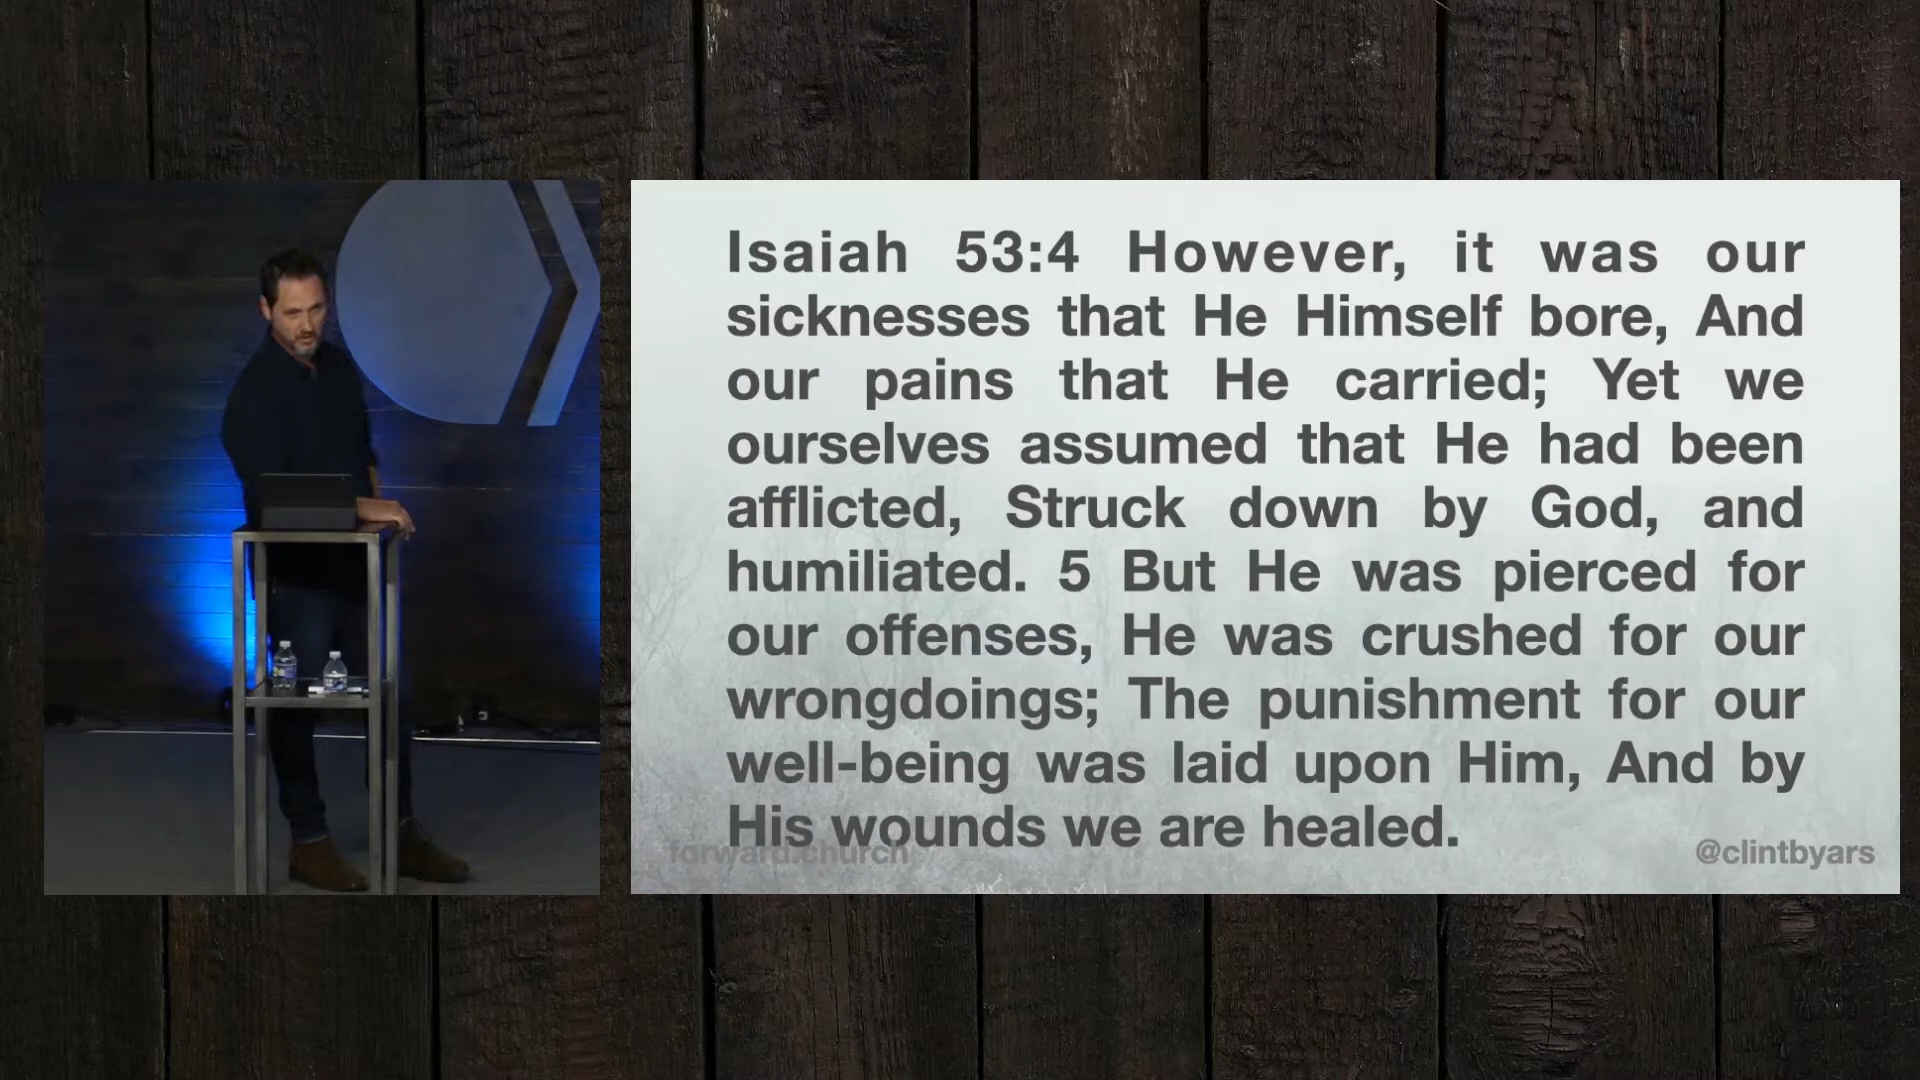 Isaiah 53:4 However, it was our
sicknesses that He Himself bore, And
our pains that He carried; Yet we
ourselves assumed that He had been
afflicted, Struck down by God, and
humiliated. 5 But He was pierced for
our offenses, He was crushed for our
wrongdoings; The punishment for our
well-being was laid upon Him, And by
His wounds we are healed.
forward.church
@clintbyars